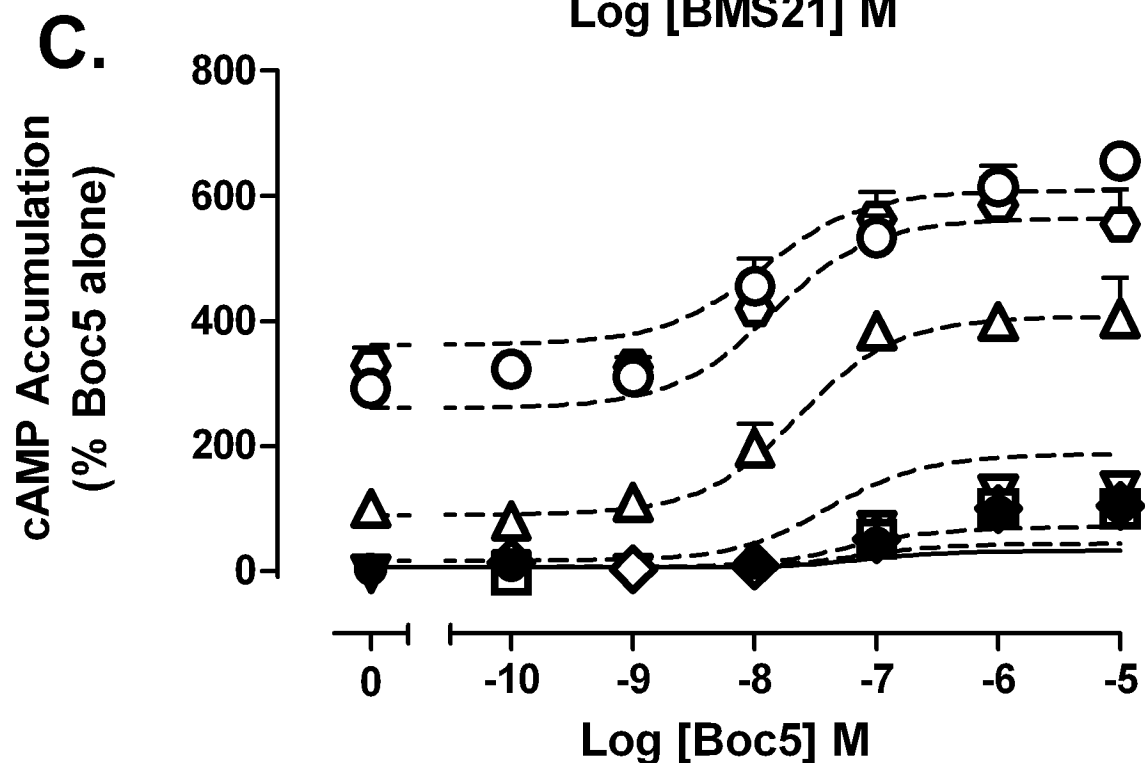 Log [BMS21] M
C.
800
600
400
200
0
cAMP Accumulation
(% Boc5 alone)
0 -10 -9 -8 -7 -6 -5
Log [Boc5] M